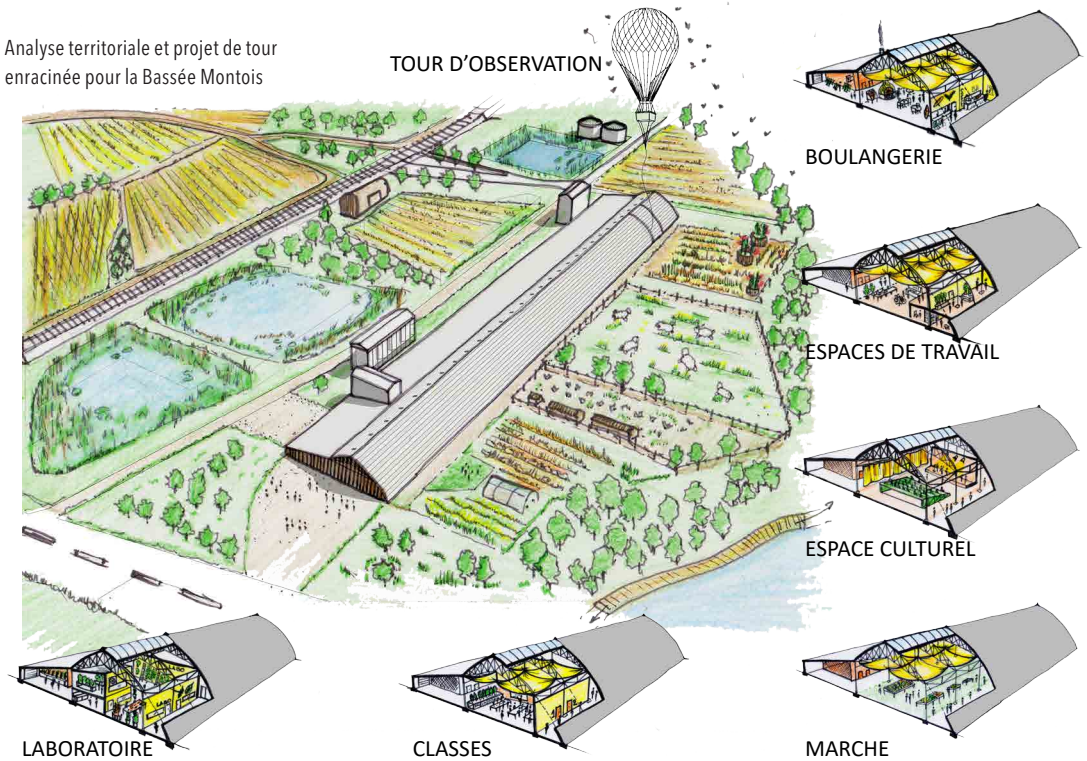 Analyse territoriale et projet de tour
enracinée pour la Bassée Montois
TOUR D'OBSERVATION
BOULANGERIE
ESPACES DE TRAVAIL
ESPACE CULTUREL
LABORATOIRE
CLASSES
MARCHE